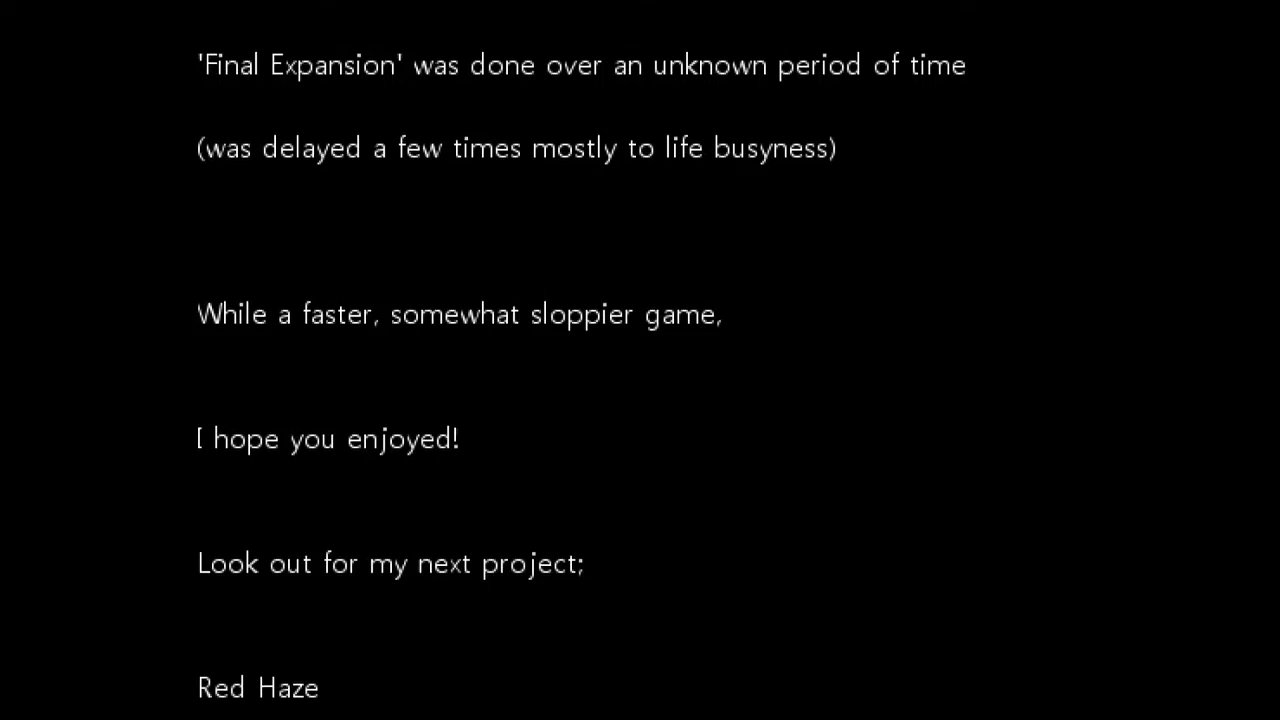 'Final Expansion' was done over an unknown period of time
(was delayed a few times mostly to life busyness)
While a faster, somewhat sloppier game,
I hope you enjoyed!
Look out for my next project;
Red Haze